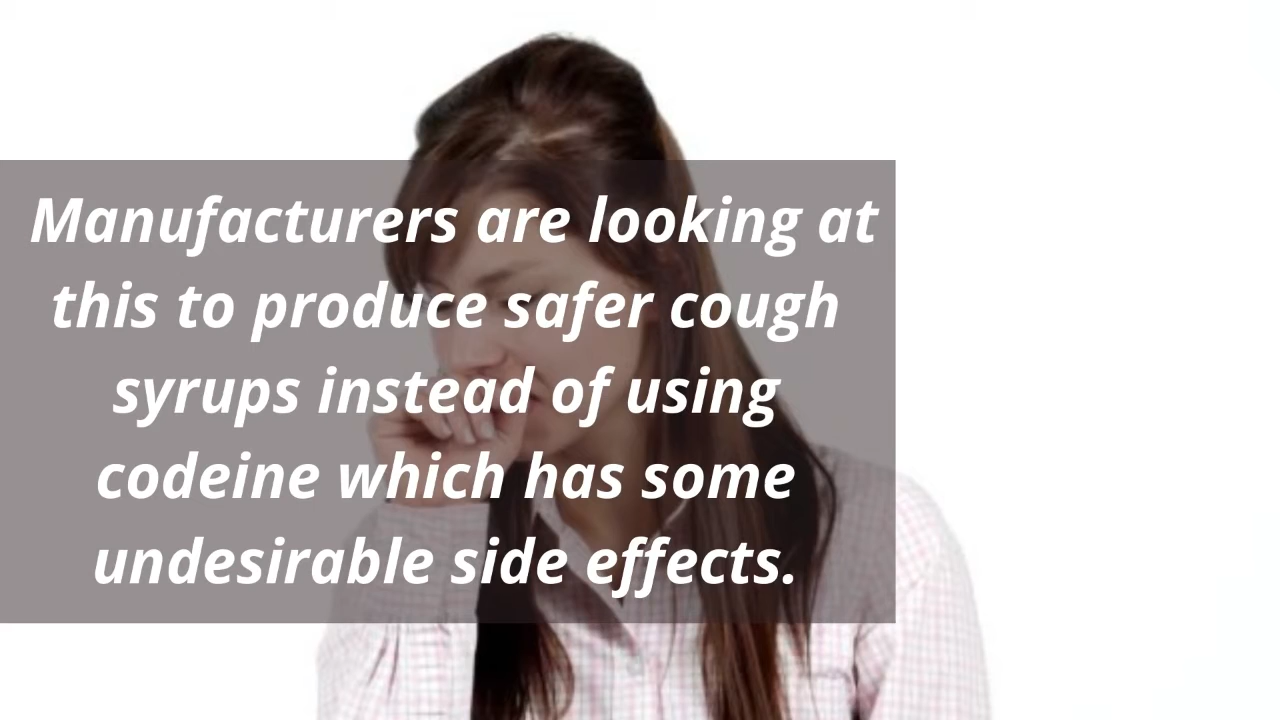 Manufacturers are looking at
this to produce safer cough
syrups instead of using
codeine which has some
undesirable side effects.